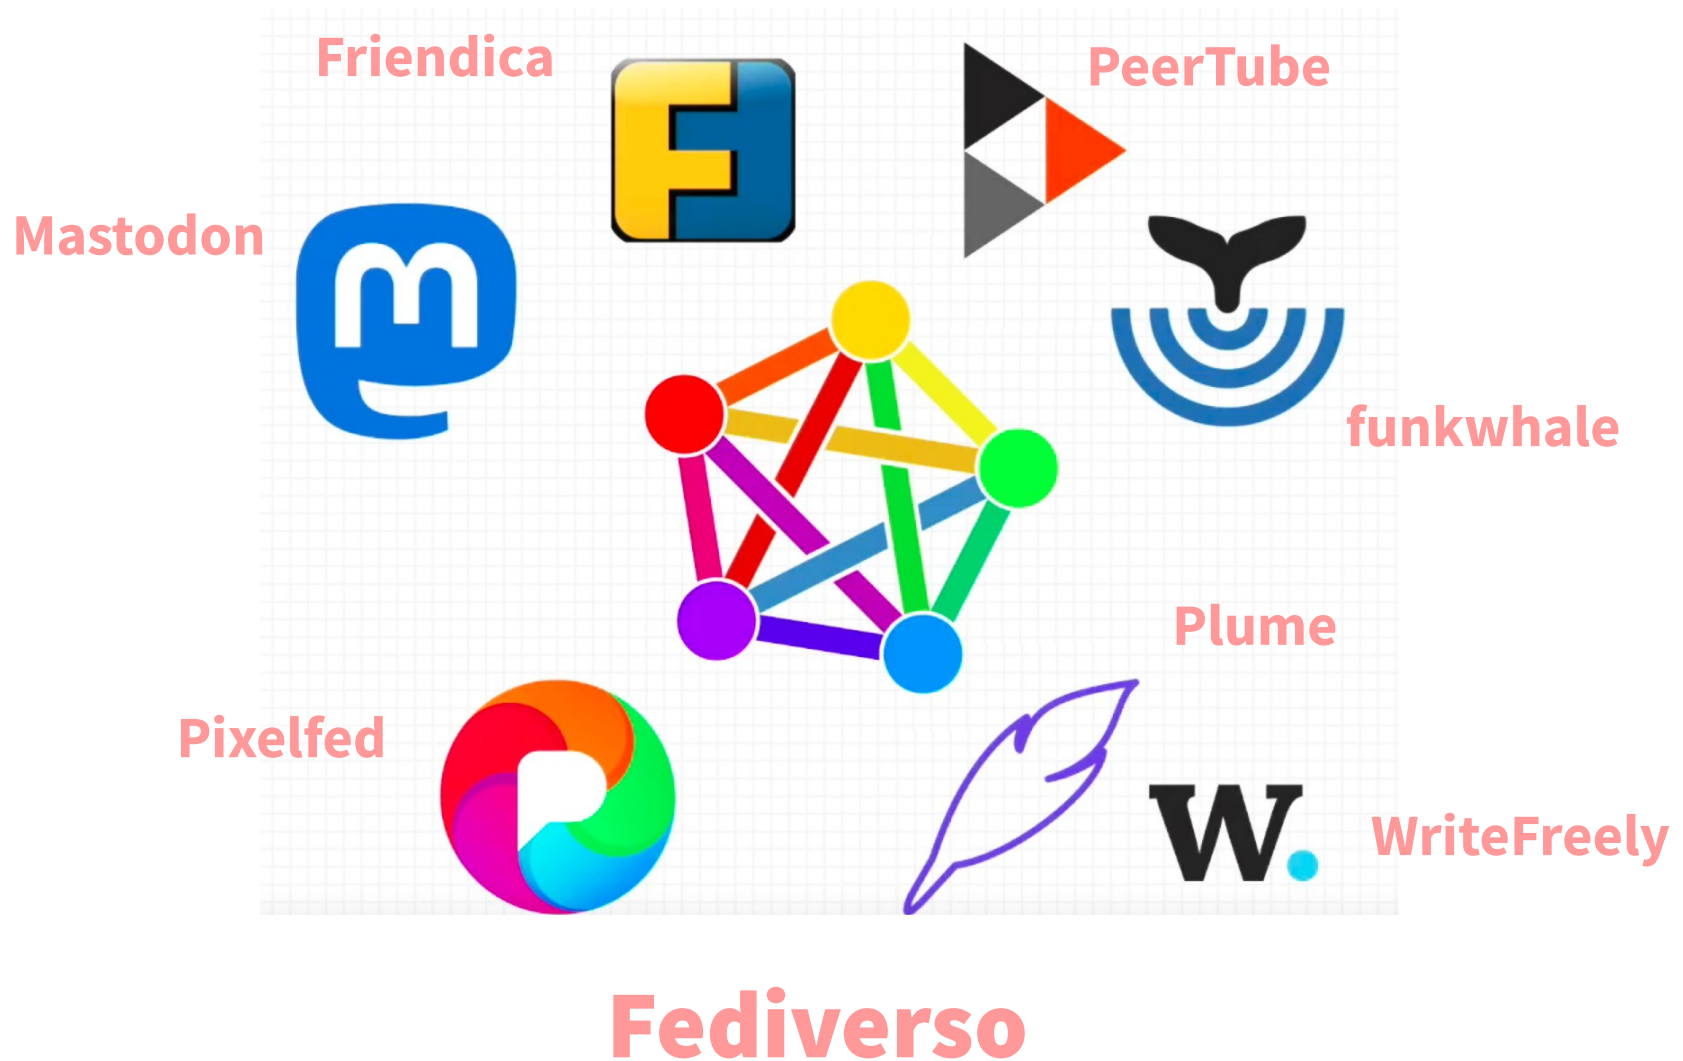 Friendica
PeerTube
Mastodon
funkwhale
Plume
Pixelfed
W.
WriteFreely
Fediverso